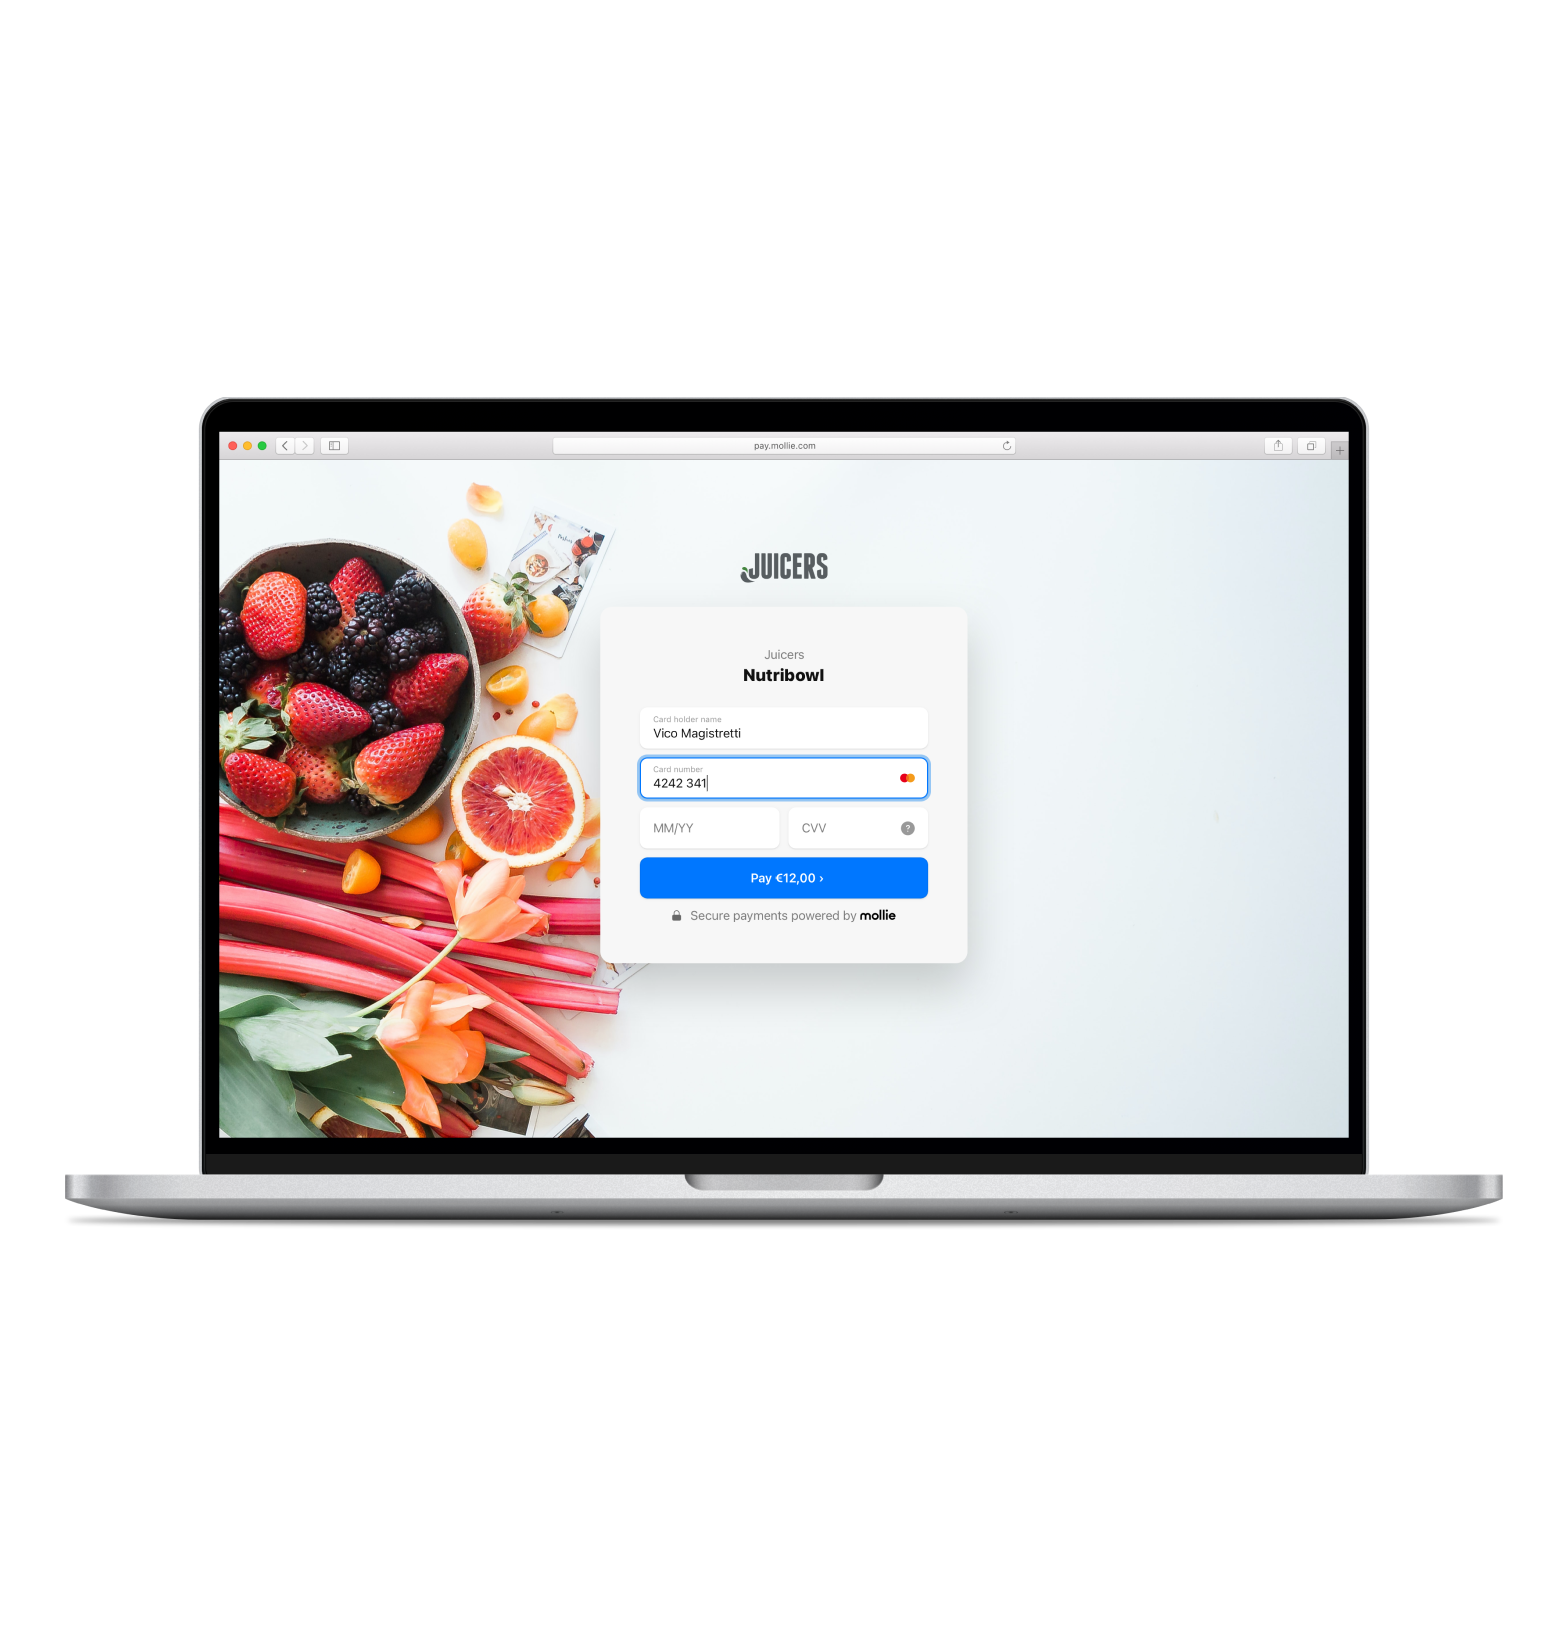 pay.mollie.com
JUICERS
Juicers
Nutribowl
Card holder name
Vico Magistretti
Card number
4242 341
MM/YY
CVV
?
Pay €12,00 ›
Secure payments powered by mollie